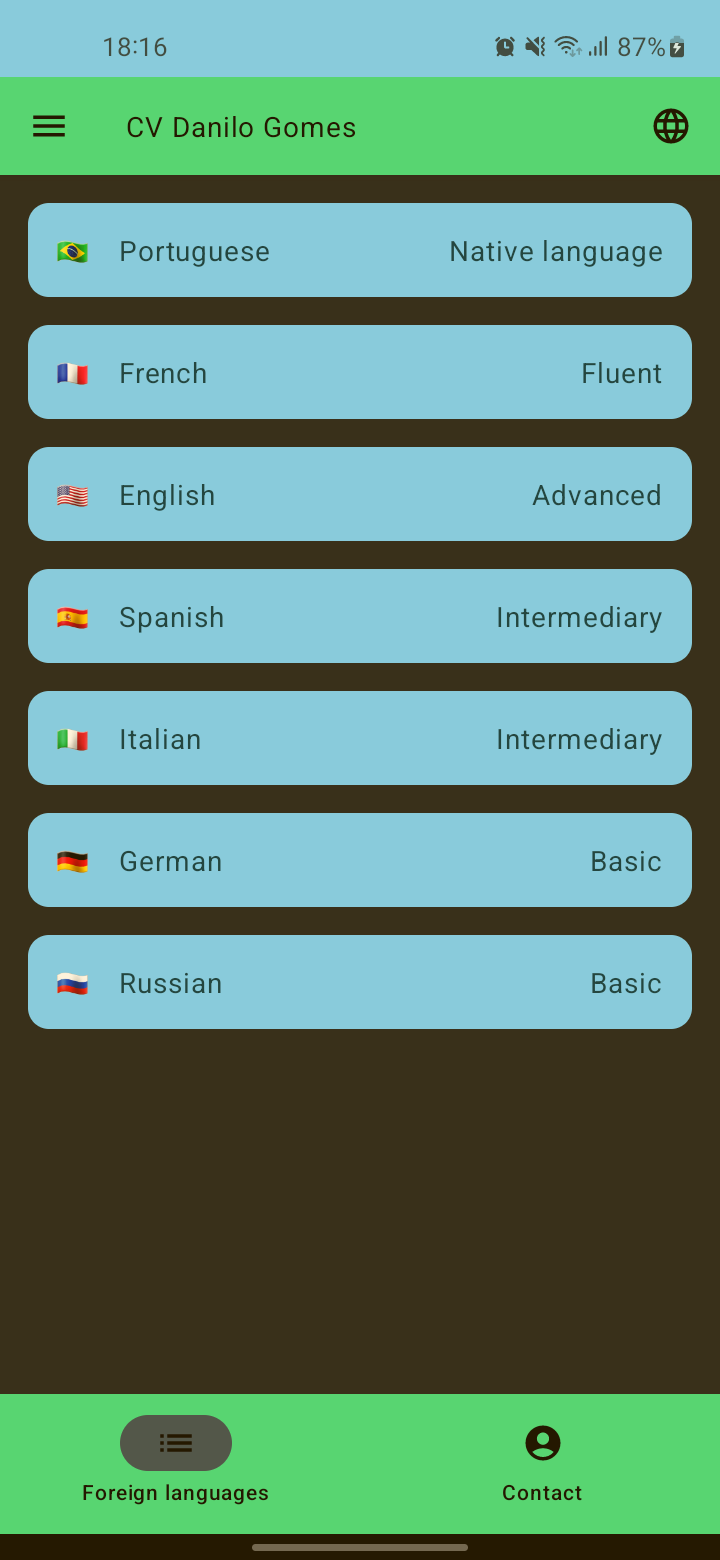 18:16 87%
CV Danilo Gomes
Portuguese Native language
French Fluent
English Advanced
Spanish Intermediary
Italian Intermediary
German Basic
Russian Basic
Foreign languages Contact